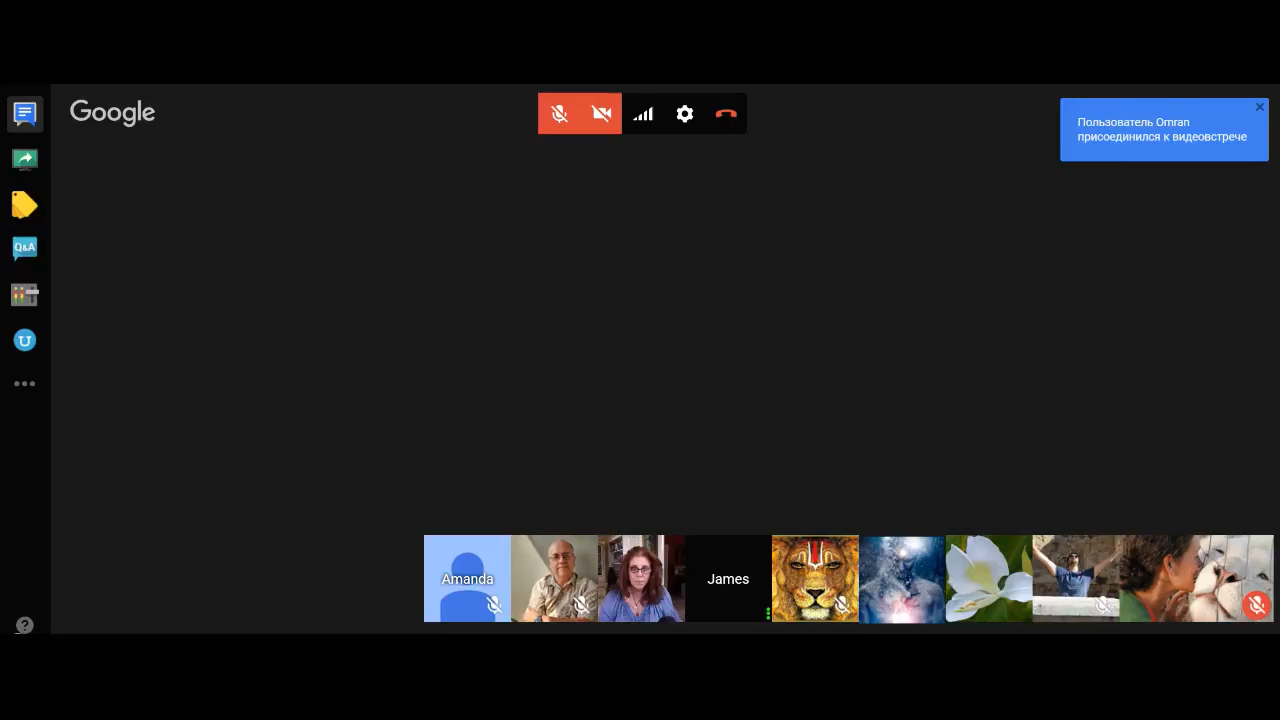 Google
Пользователь Omran
присоединился к видеовстрече
Q&A
U
Amanda
James
?